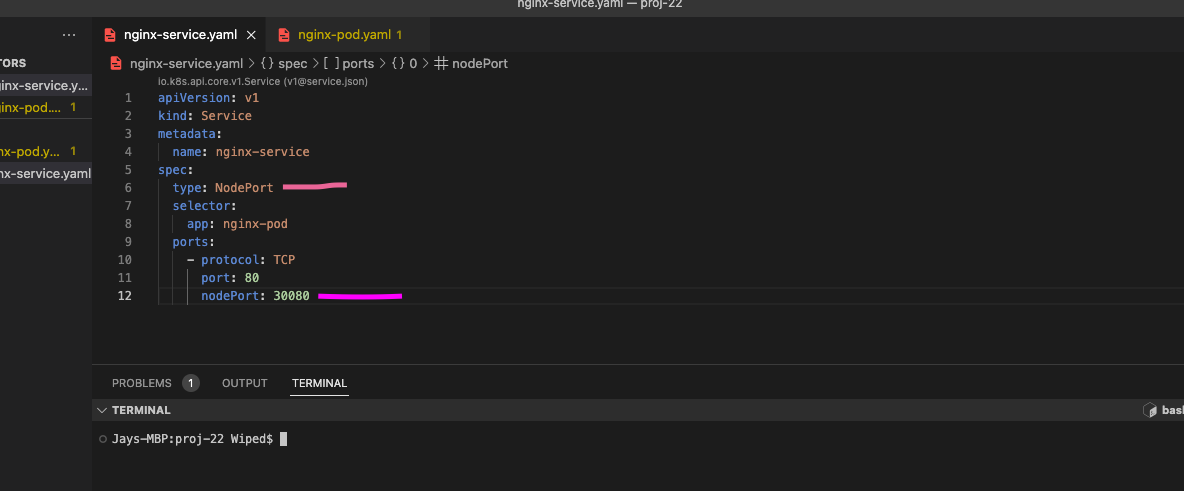 nginx-service.yaml — proj-22
... nginx-service.yaml × nginx-pod.yaml 1
TORS nginx-service.yaml > {} spec > [ ] ports > {} 0 > # nodePort
ginx-service.y...
ginx-pod.... 1
nx-pod.y... 1
nx-service.yaml
io.k8s.api.core.v1.Service (v1@service.json)
1 apiVersion: v1
2 kind: Service
3 metadata:
4 name: nginx-service
5 spec:
6 type: NodePort
7 selector:
8 app: nginx-pod
9 ports:
10 - protocol: TCP
11 port: 80
12 nodePort: 30080
PROBLEMS 1 OUTPUT TERMINAL
TERMINAL bash
Jays-MBP:proj-22 Wiped$